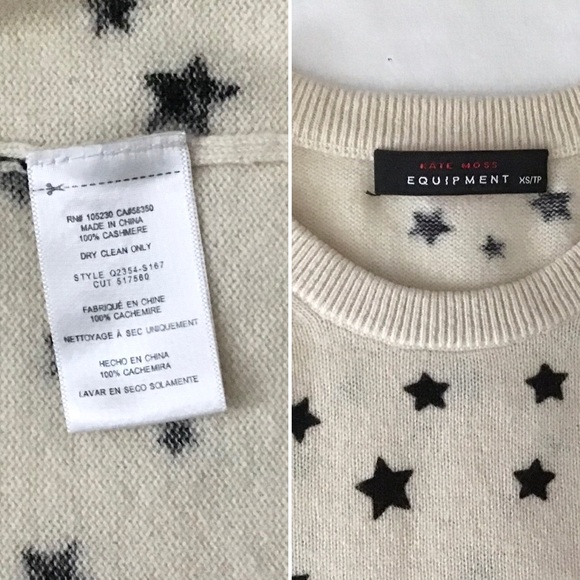 RN# 105230 CA#58350
MADE IN CHINA
100% CASHMERE
DRY CLEAN ONLY
STYLE Q2354-S167
CUT 517560
FABRIQUÉ EN CHINE
100% CACHEMIRE
NETTOYAGE À SEC UNIQUEMENT
HECHO EN CHINA
100% CACHEMIRA
LAVAR EN SECO SOLAMENTE
KATE MOSS
EQUIPMENT XS/TP